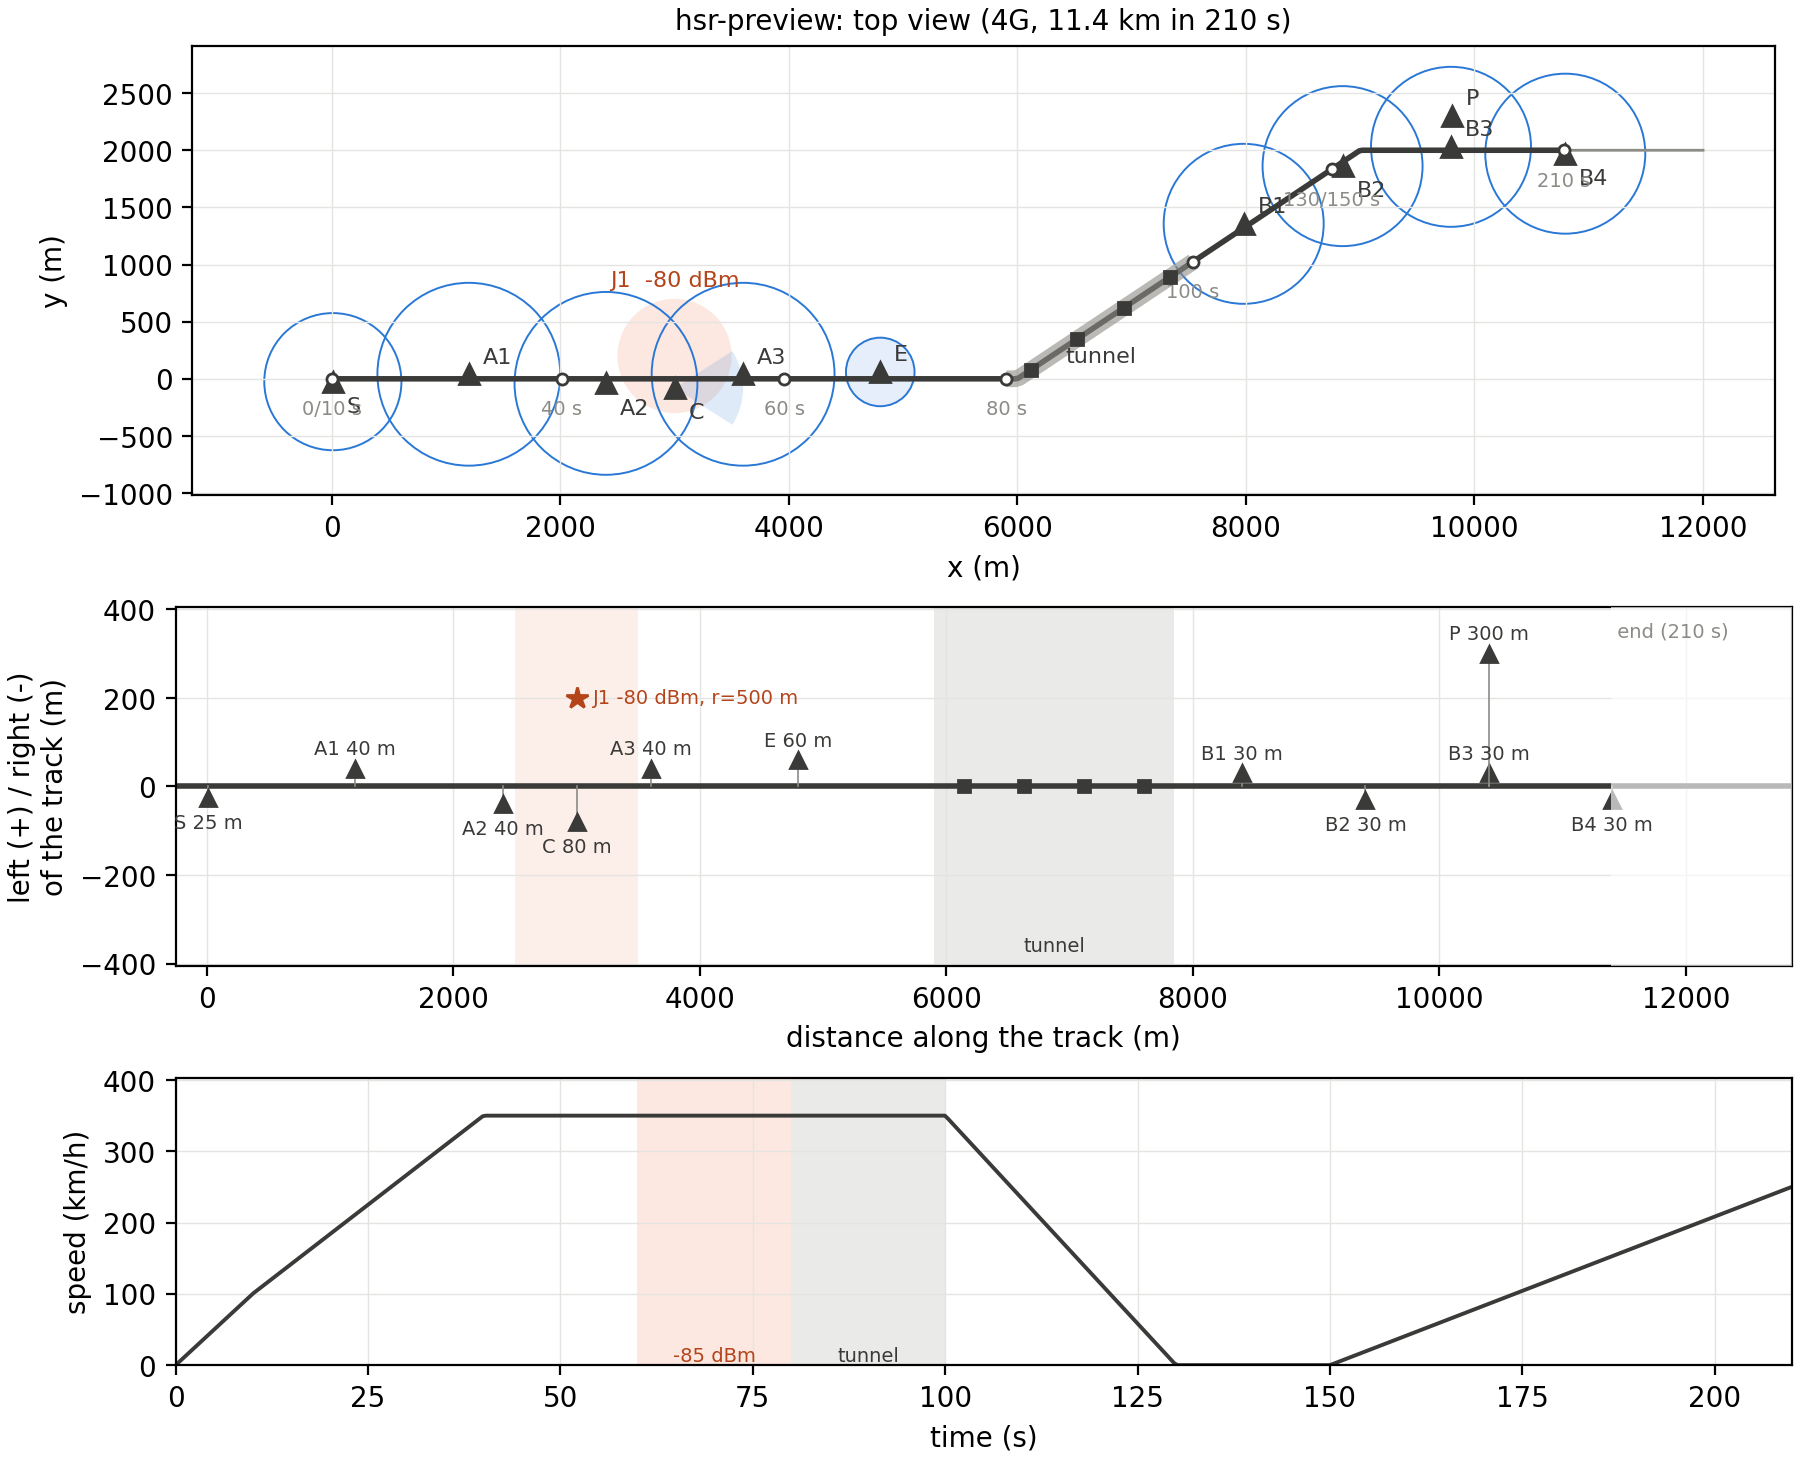 hsr-preview: top view (4G, 11.4 km in 210 s)
y (m)
2500
2000
1500
1000
500
0
−500
−1000
P
B3
B4
210 s
B2
130/150 s
B1
100 s
J1 -80 dBm
tunnel
A1
A3
E
S
0/10 s
40 s
A2
C
60 s
80 s
0
2000
4000
6000
8000
10000
12000
x (m)
left (+) / right (-)
of the track (m)
400
200
0
−200
−400
P 300 m
end (210 s)
J1 -80 dBm, r=500 m
A1 40 m
A3 40 m
E 60 m
B1 30 m
B3 30 m
S 25 m
A2 40 m
C 80 m
B2 30 m
B4 30 m
tunnel
0
2000
4000
6000
8000
10000
12000
distance along the track (m)
speed (km/h)
400
300
200
100
0
-85 dBm
tunnel
0
25
50
75
100
125
150
175
200
time (s)